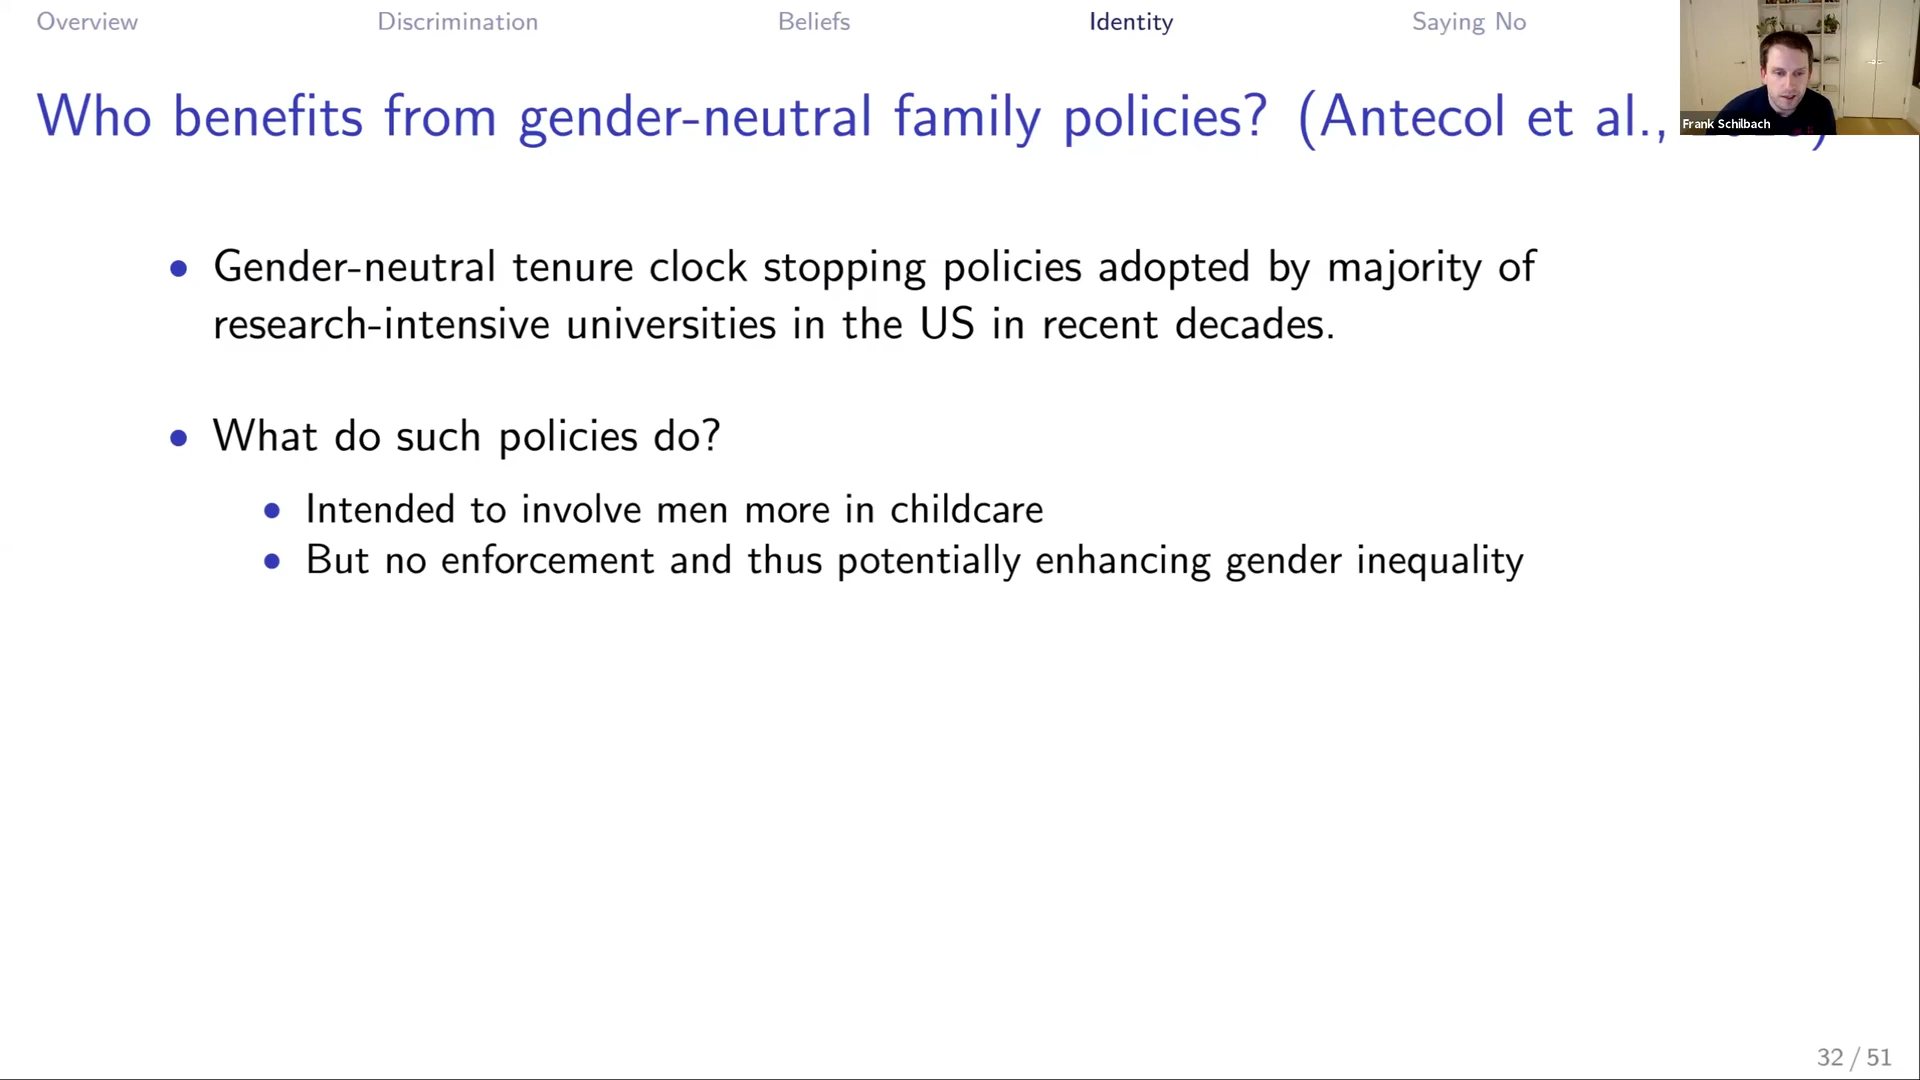 Overview Discrimination Beliefs Identity Saying No
Who benefits from gender-neutral family policies? (Antecol et al.,
Frank Schilbach
• Gender-neutral tenure clock stopping policies adopted by majority of
research-intensive universities in the US in recent decades.
• What do such policies do?
• Intended to involve men more in childcare
• But no enforcement and thus potentially enhancing gender inequality
32 / 51